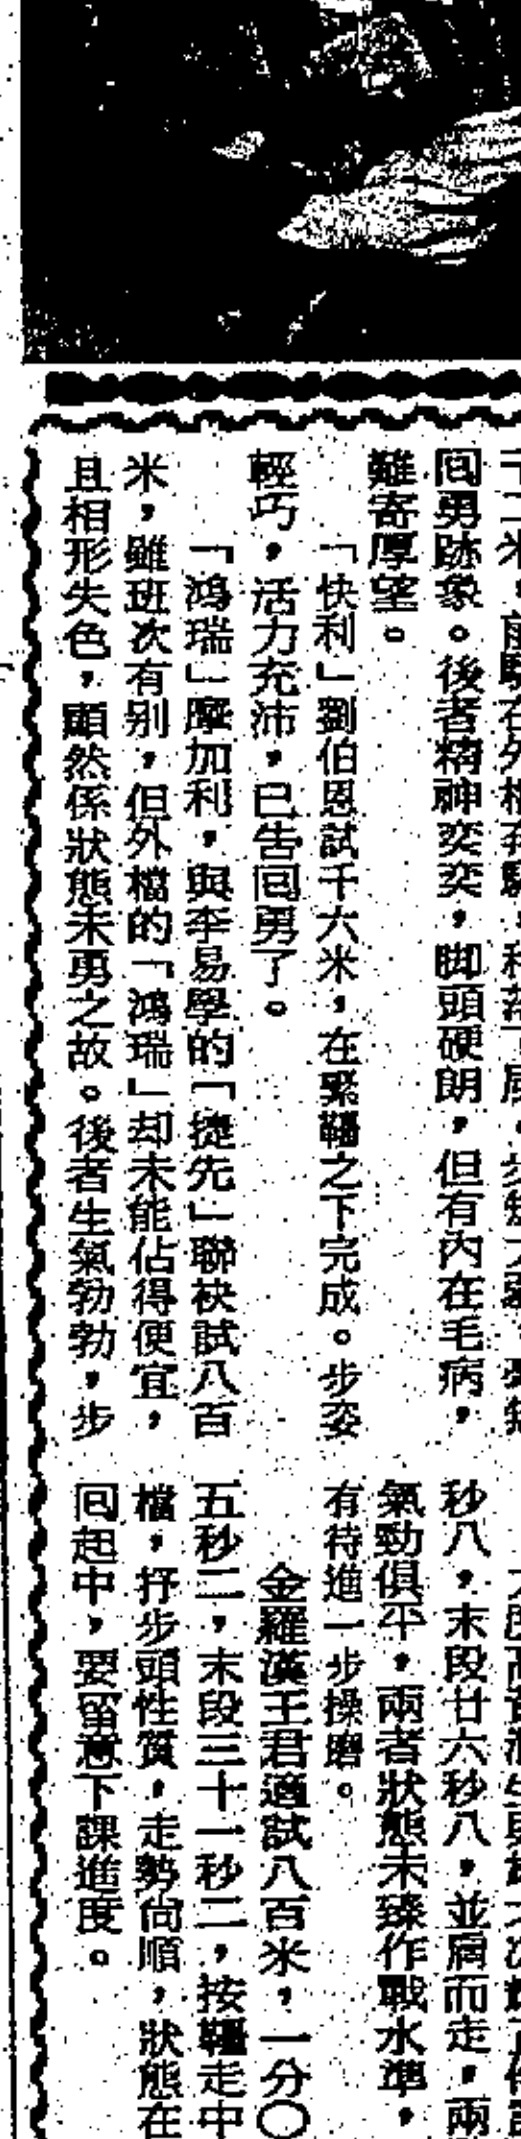 囘勇跡象。後者精神奕奕,脚頭硬朗,但有內在毛病,
難寄厚望。
「快利」劉伯恩試千六米,在緊韁之下完成。步姿
輕巧,活力充沛,已告囘勇了。
「鴻瑞」摩加利,與李易學的「捷先」聯袂試八百
米,雖班次有别,但外檔的「鴻瑞」却未能佔得便宜,
且相形失色,顯然係狀態未勇之故。後者生氣勃勃,步
秒八,末段廿六秒八,並肩而走,兩
氣勁俱平,兩者狀態未臻作戰水準,
有待進一步操磨。
金羅漢王君適試八百米,一分〇
五秒二,末段三十一秒二,按韁走中
檔,抒步頭性質,走勢尙順,狀態在
囘起中,要留意下課進度。